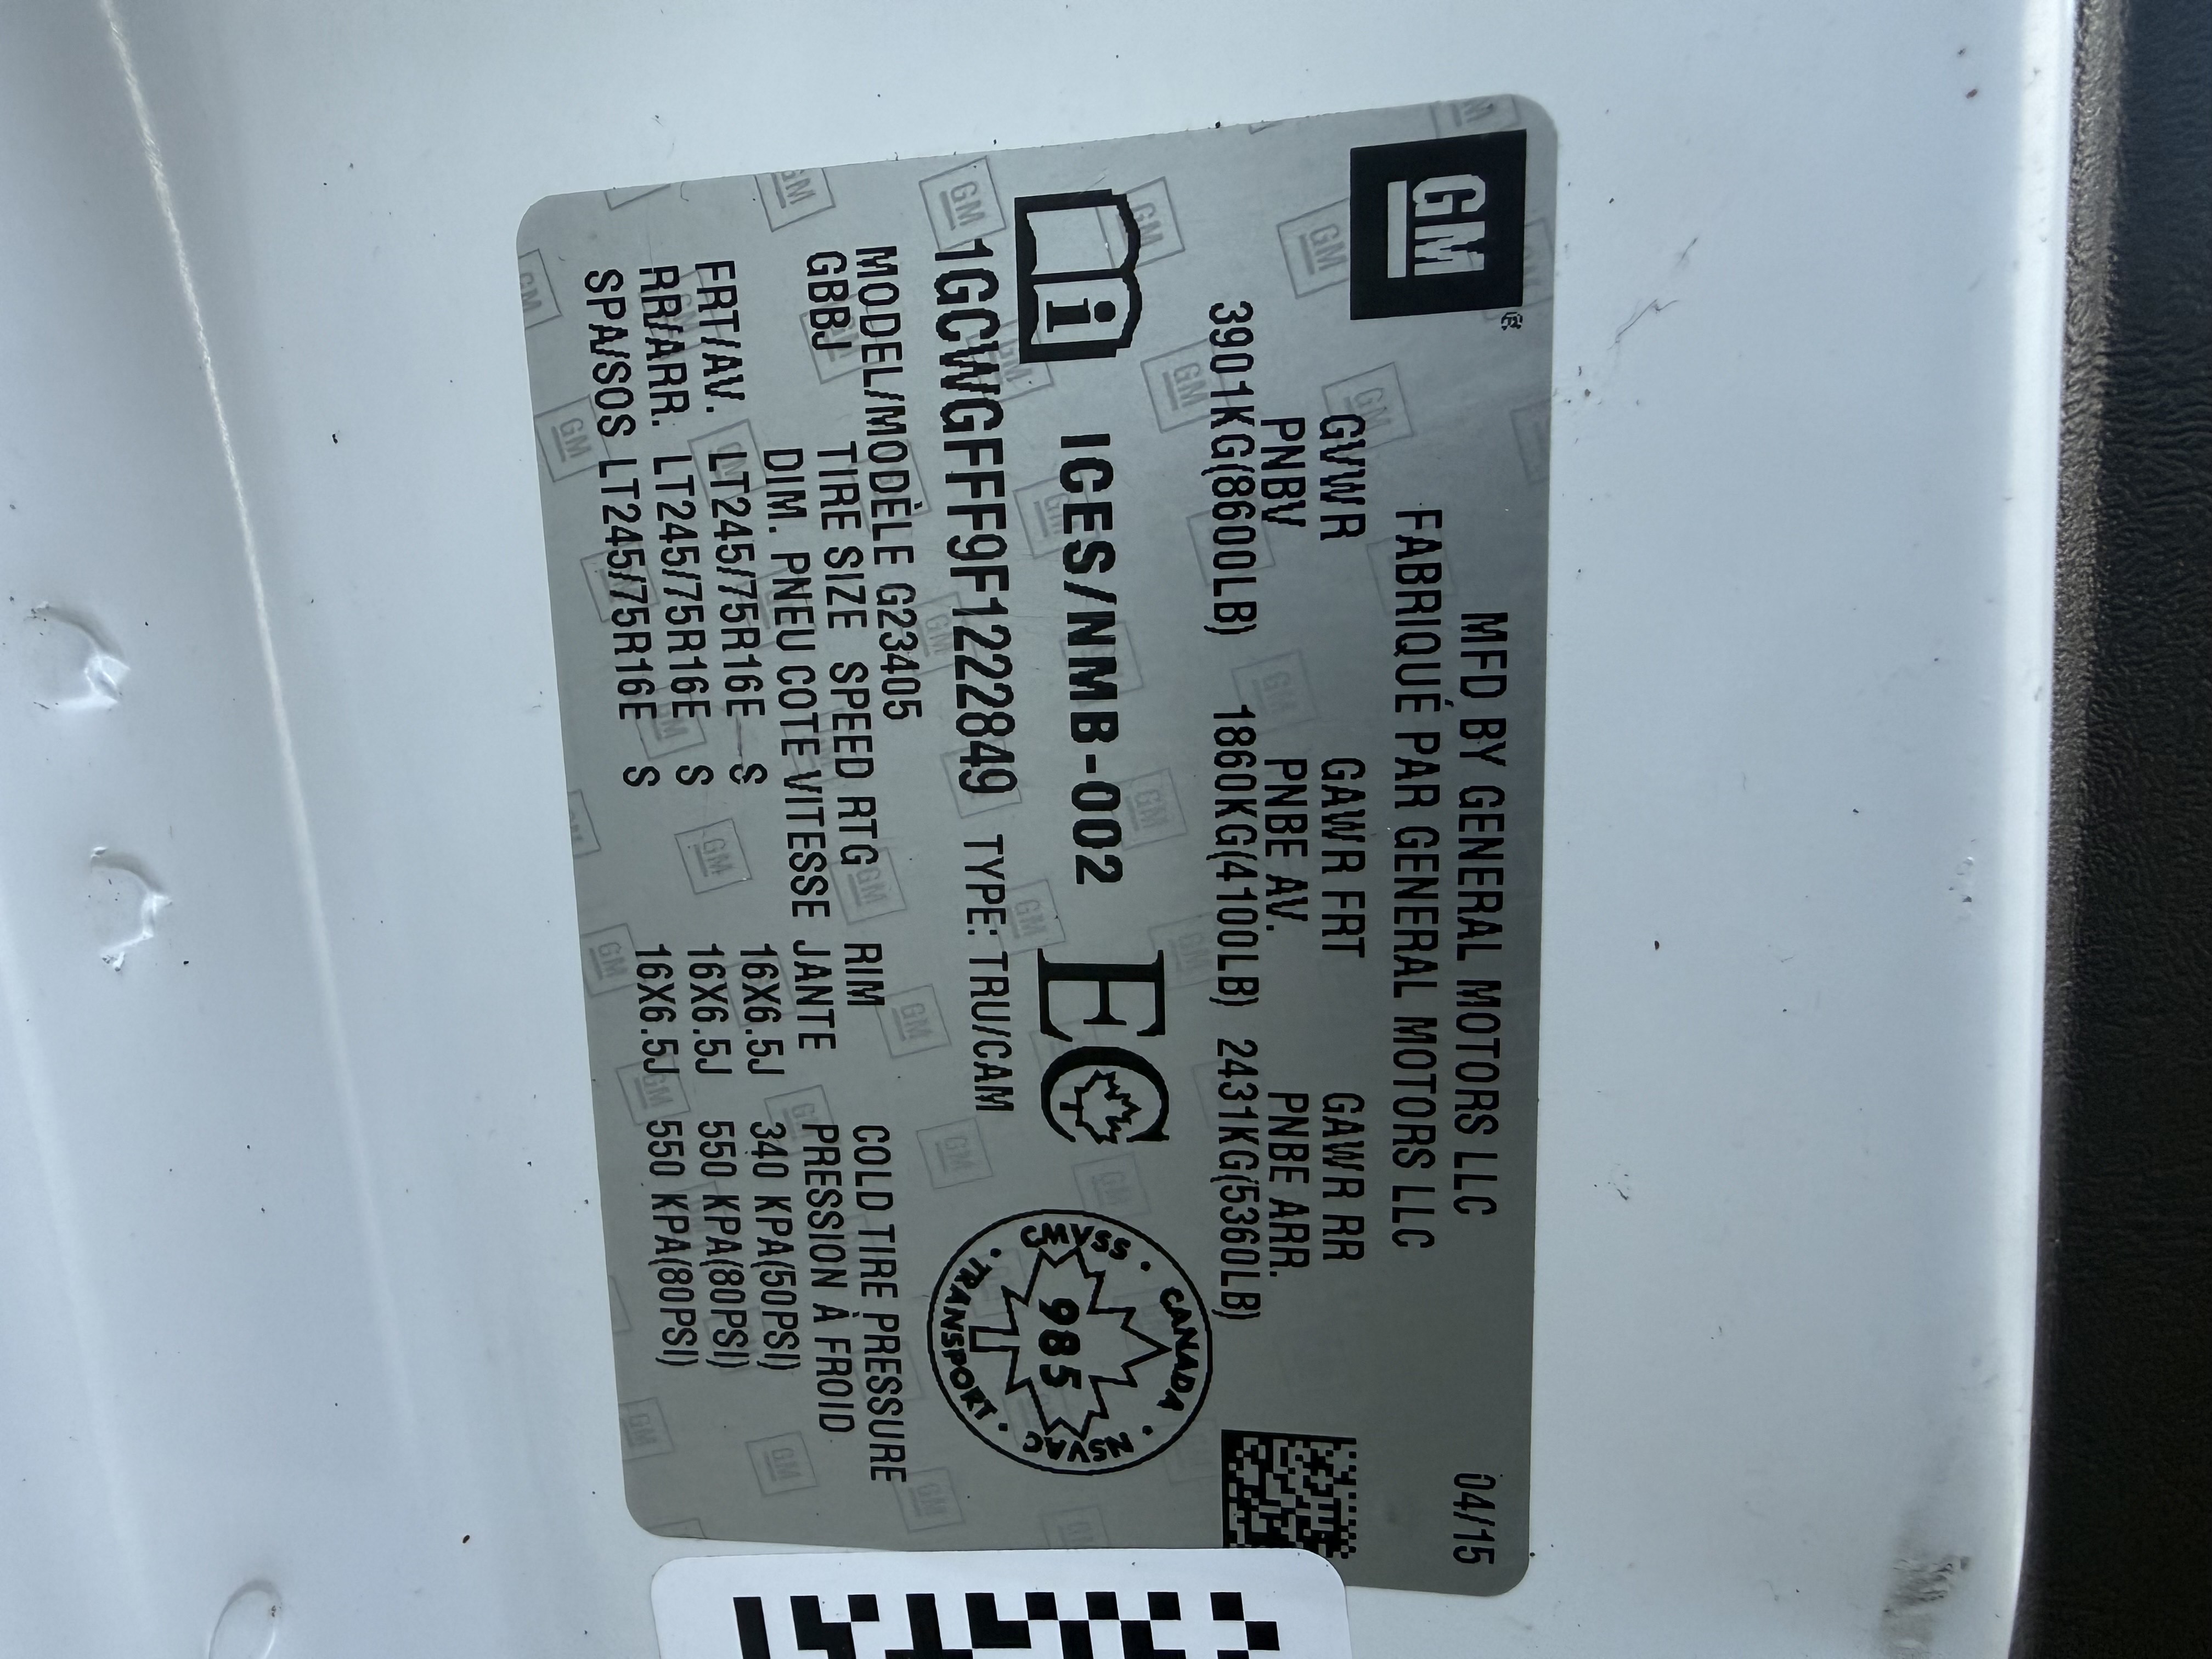 GM®
MFD BY GENERAL MOTORS LLC 04/15
FABRIQUÉ PAR GENERAL MOTORS LLC
GVWR GAWR FRT GAWR RR
PNBV PNBE AV. PNBE ARR.
3901KG(8600LB) 1860KG(4100LB) 2431KG(5360LB)
i ICES/NMB-002 EC
CANADA · NSVAC · TRANSPORT · CMVSS ·
985
1GCWGFFF9F1222849 TYPE: TRU/CAM
MODEL/MODÈLE G23405
GBBJ TIRE SIZE SPEED RTG RIM COLD TIRE PRESSURE
DIM. PNEU COTE VITESSE JANTE PRESSION À FROID
FRT/AV. LT245/75R16E S 16X6.5J 340 KPA(50PSI)
RR/ARR. LT245/75R16E S 16X6.5J 550 KPA(80PSI)
SPA/SOS LT245/75R16E S 16X6.5J 550 KPA(80PSI)